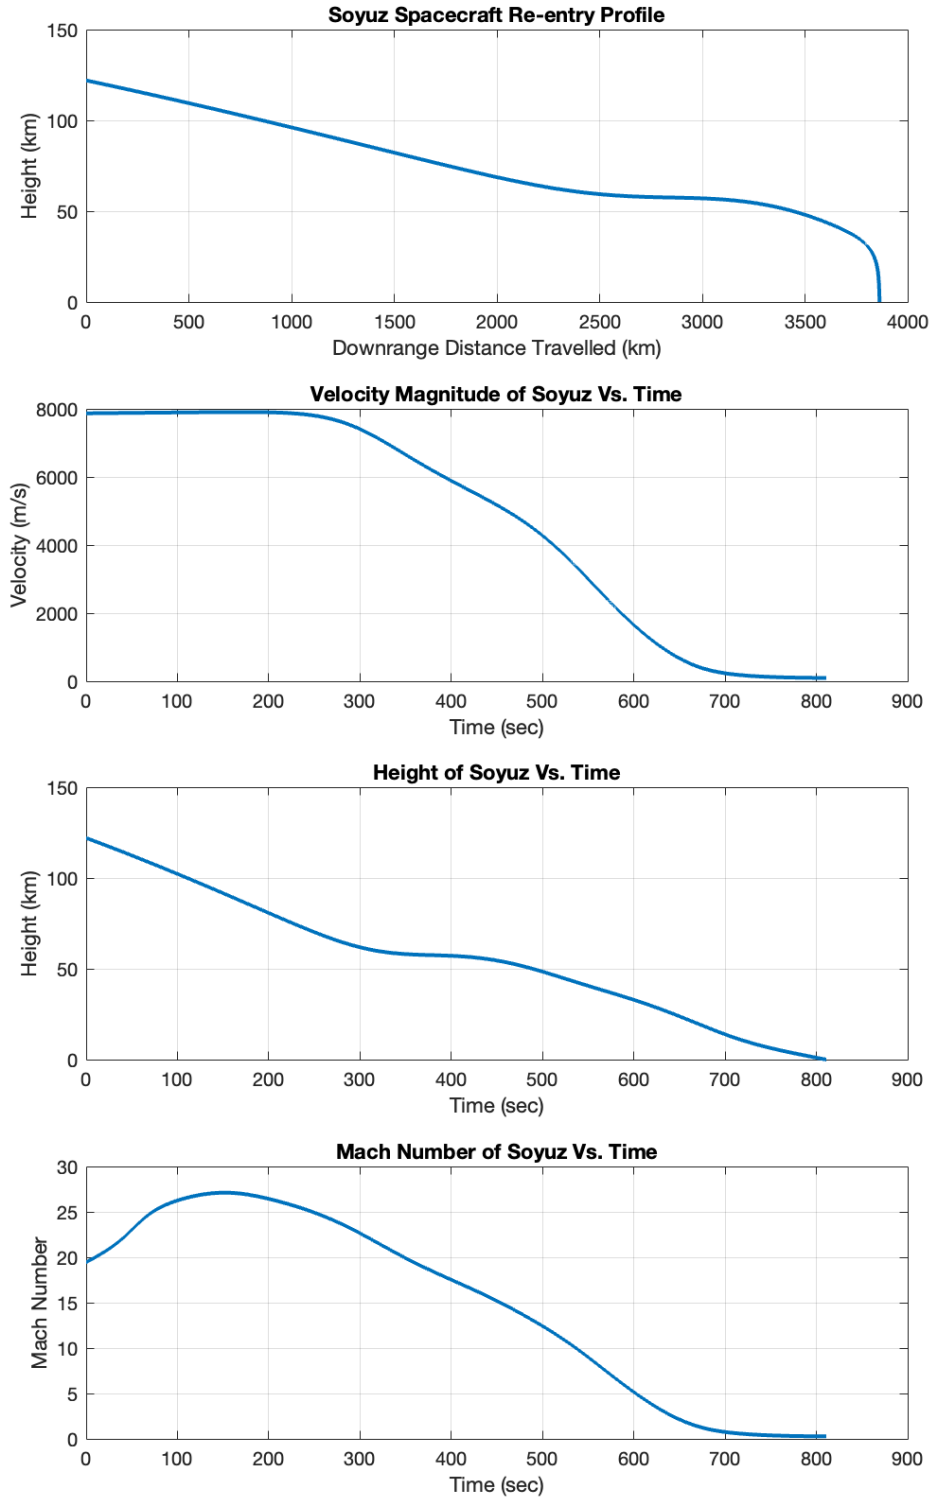 Soyuz Spacecraft Re-entry Profile
150
100
50
0
Height (km)
0 500 1000 1500 2000 2500 3000 3500 4000
Downrange Distance Travelled (km)
Velocity Magnitude of Soyuz Vs. Time
8000
6000
4000
2000
0
Velocity (m/s)
0 100 200 300 400 500 600 700 800 900
Time (sec)
Height of Soyuz Vs. Time
150
100
50
0
Height (km)
0 100 200 300 400 500 600 700 800 900
Time (sec)
Mach Number of Soyuz Vs. Time
30
25
20
15
10
5
0
Mach Number
0 100 200 300 400 500 600 700 800 900
Time (sec)